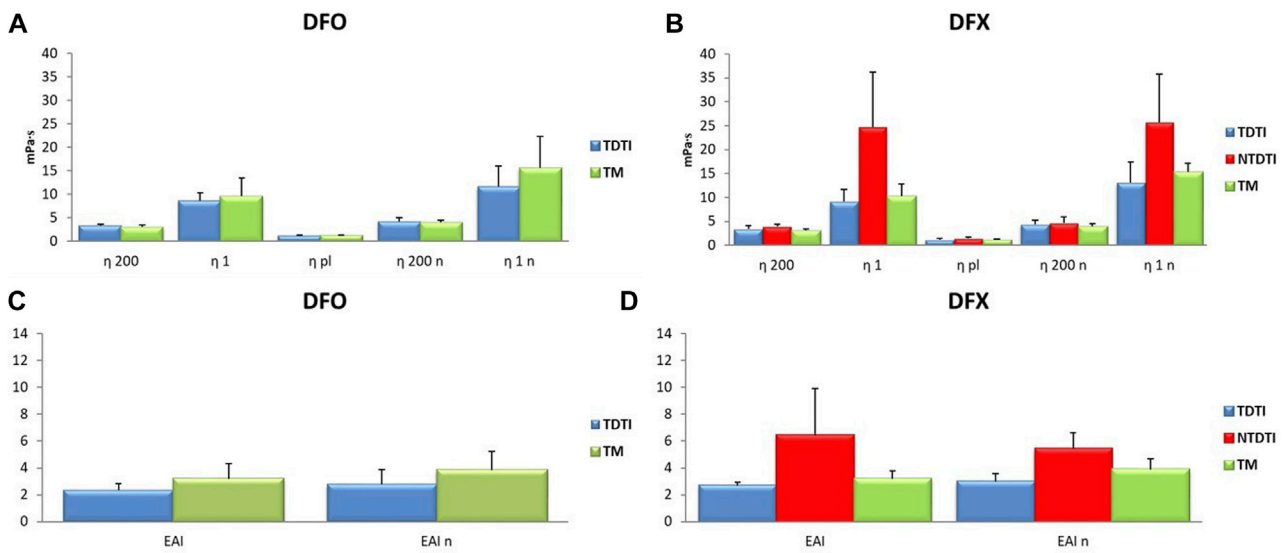 A
DFO
40
35
30
25
20
15
10
5
0
mPa·s
η 200
η 1
η pl
η 200 n
η 1 n
TDTI
TM
B
DFX
40
35
30
25
20
15
10
5
0
mPa·s
η 200
η 1
η pl
η 200 n
η 1 n
TDTI
NTDTI
TM
C
DFO
14
12
10
8
6
4
2
0
EAI
EAI n
TDTI
TM
D
DFX
14
12
10
8
6
4
2
0
EAI
EAI n
TDTI
NTDTI
TM